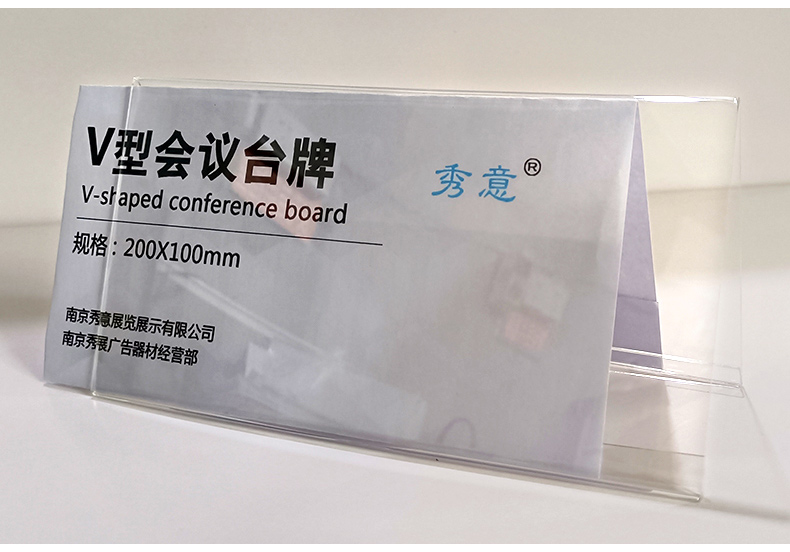 V型会议台牌
V-shaped conference board
规格：200X100mm
秀意®
南京秀意展览展示有限公司
南京秀展广告器材经营部